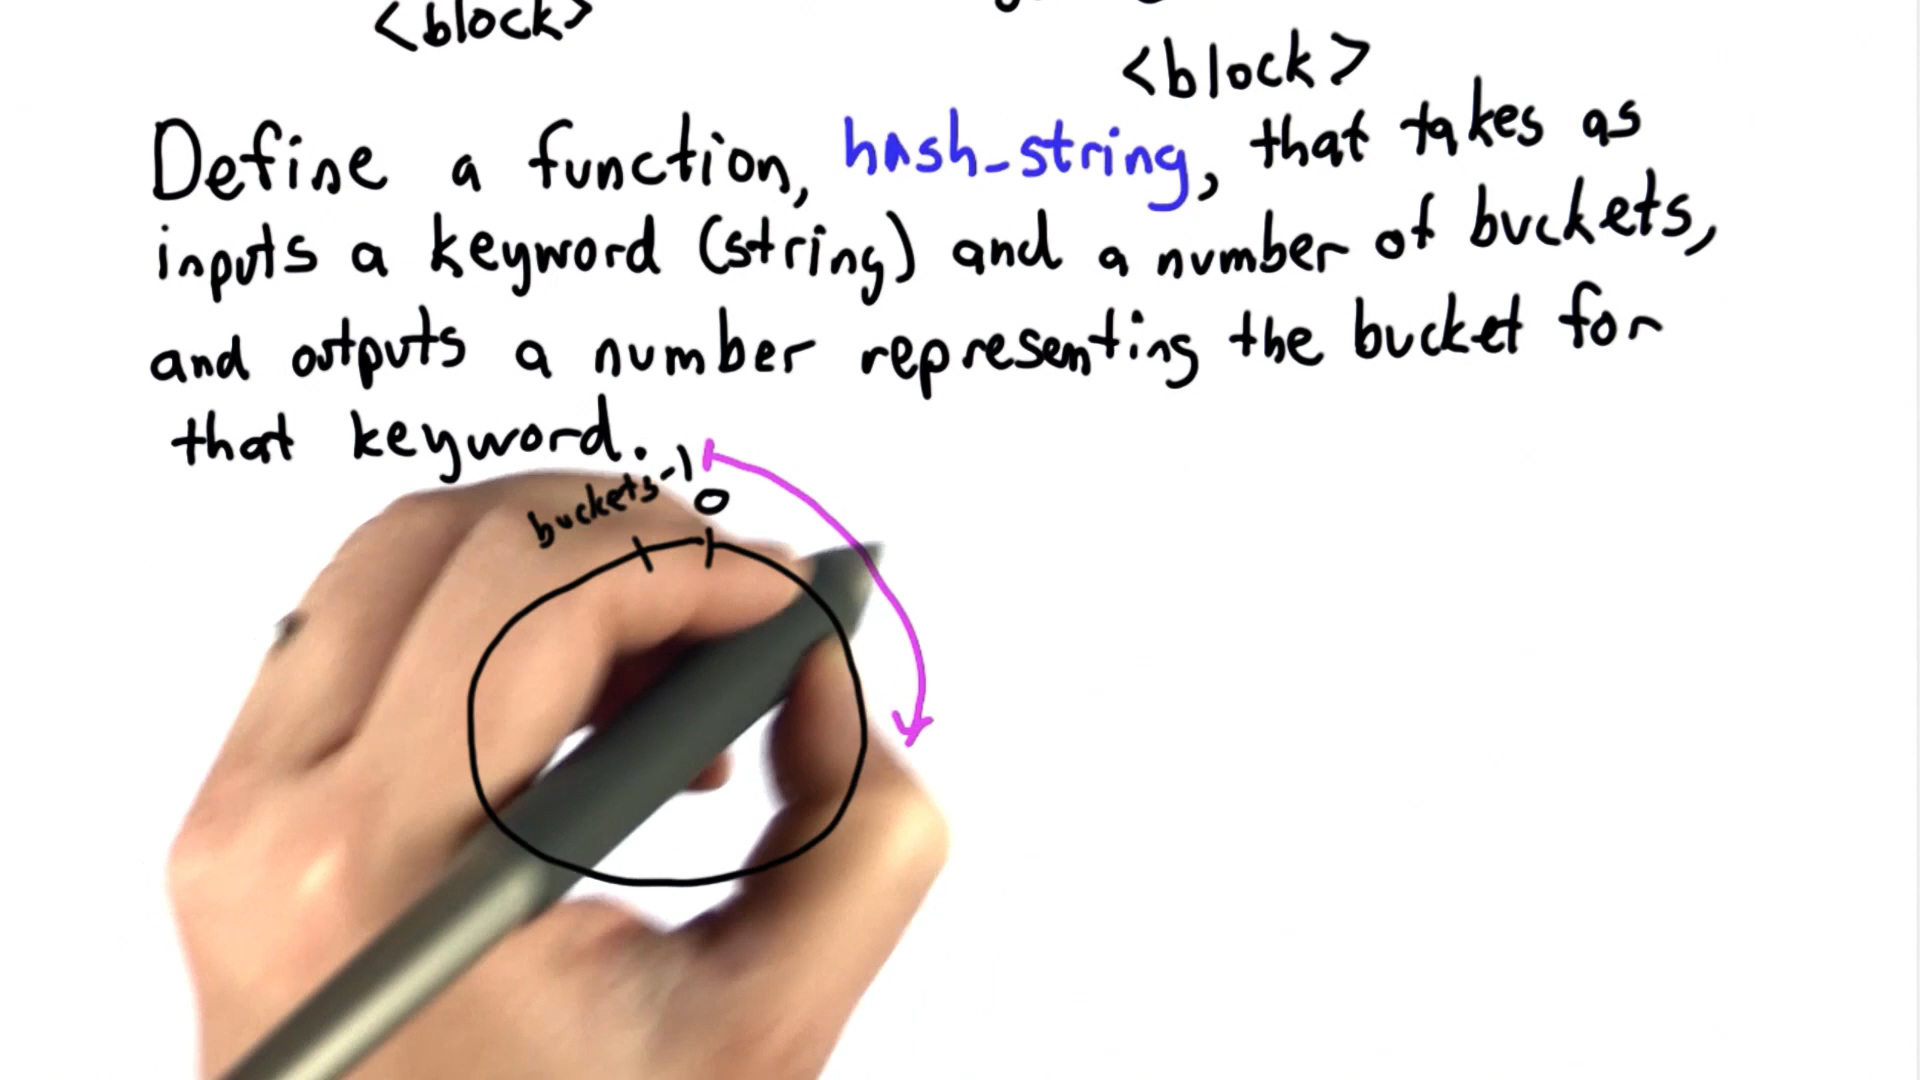 <block>
<block>
Define a function, hash_string, that takes as
inputs a keyword (string) and a number of buckets,
and outputs a number representing the bucket for
that keyword.
buckets-1
0